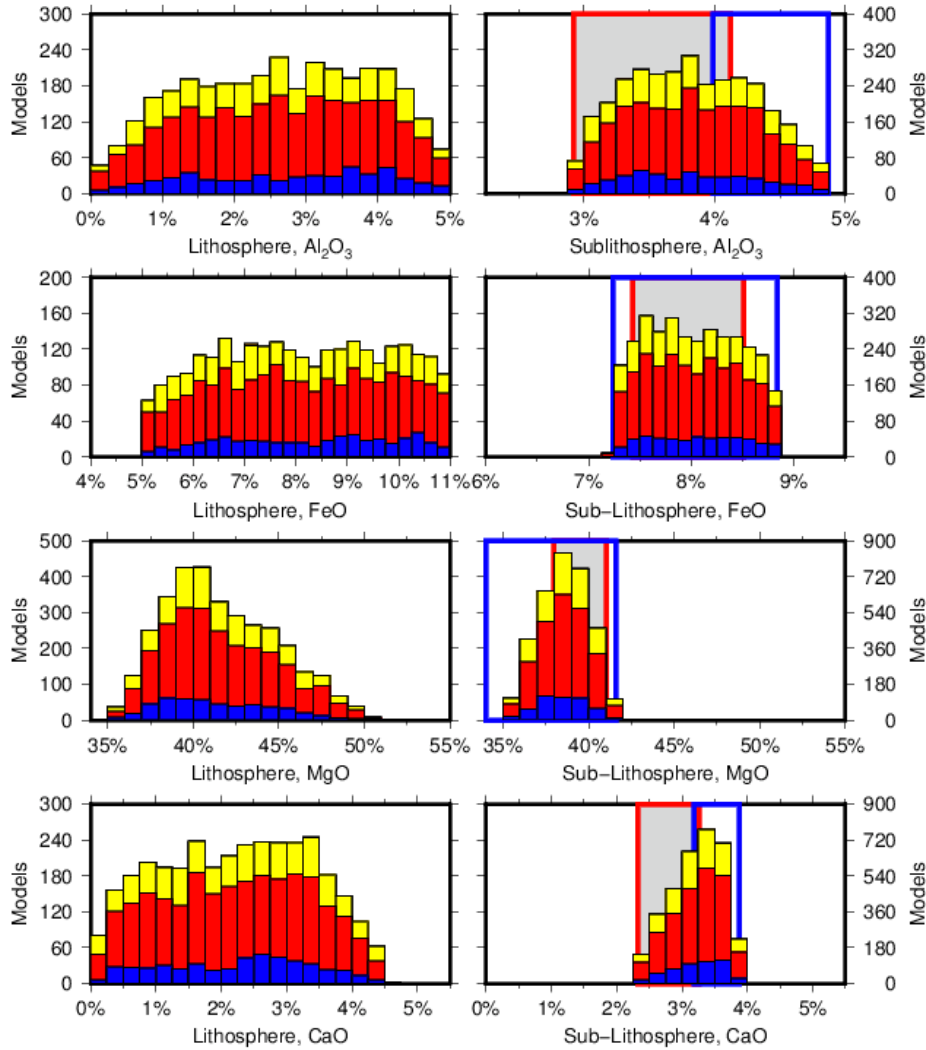 300 400
240 320
180 240
120 160
60 80
0 0
Models Models
0% 1% 2% 3% 4% 5% 3% 4% 5%
Lithosphere, Al₂O₃ Sublithosphere, Al₂O₃
200 400
160 320
120 240
80 160
40 80
0 0
Models Models
4% 5% 6% 7% 8% 9% 10% 11% 6% 7% 8% 9%
Lithosphere, FeO Sub−Lithosphere, FeO
500 900
400 720
300 540
200 360
100 180
0 0
Models Models
35% 40% 45% 50% 55% 35% 40% 45% 50% 55%
Lithosphere, MgO Sub−Lithosphere, MgO
300 900
240 720
180 540
120 360
60 180
0 0
Models Models
0% 1% 2% 3% 4% 5% 0% 1% 2% 3% 4% 5%
Lithosphere, CaO Sub−Lithosphere, CaO